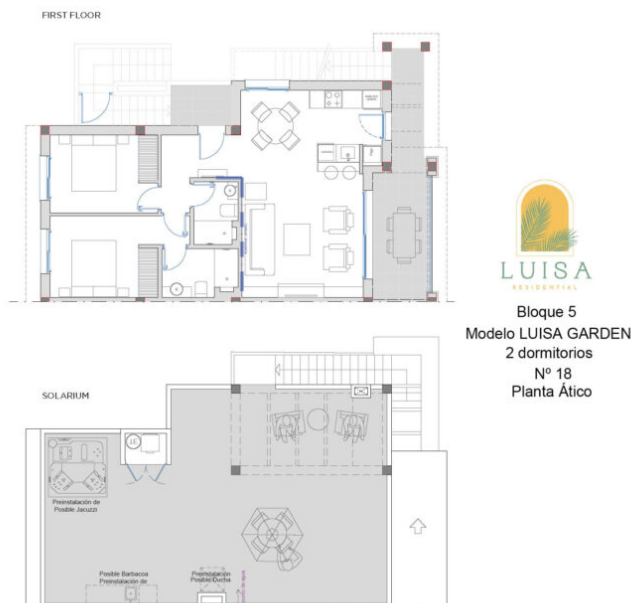 FIRST FLOOR
LUISA
RESIDENTIAL
Bloque 5
Modelo LUISA GARDEN
2 dormitorios
Nº 18
Planta Ático
SOLARIUM
Preinstalación de
Posible Jacuzzi
Posible Barbacoa
Preinstalación de
Preinstalación
Posible Ducha